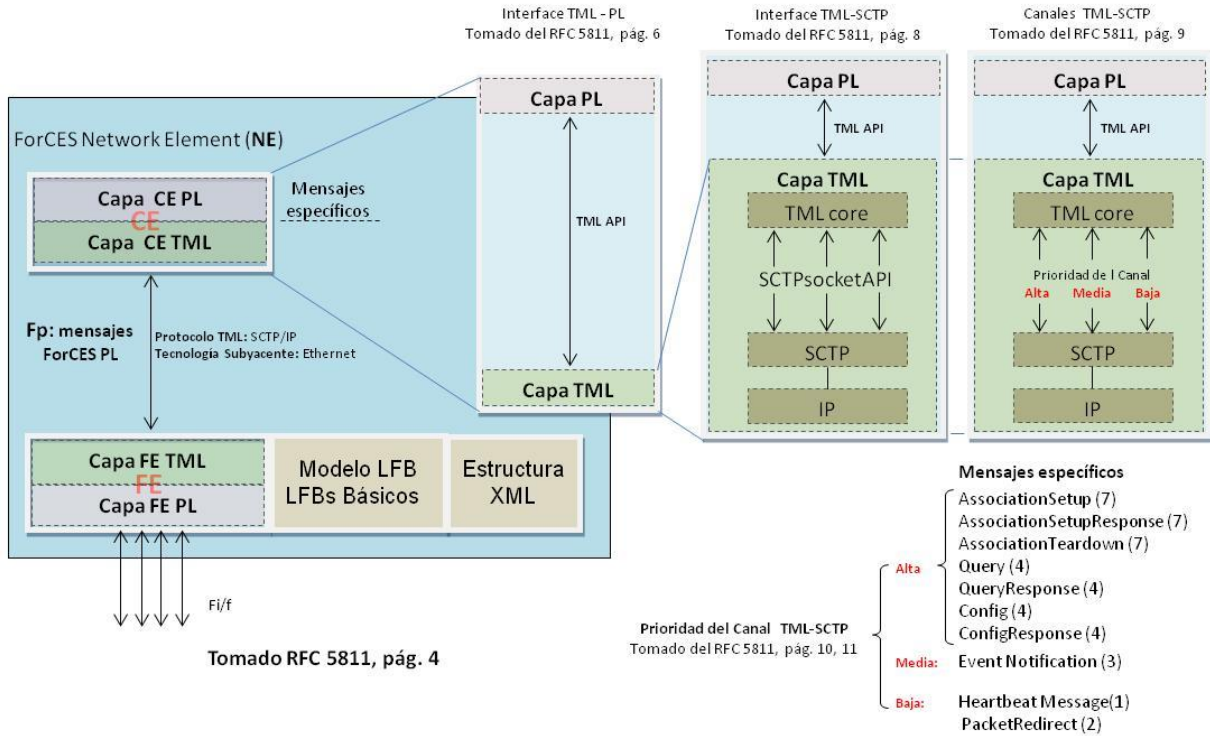 Interface TML - PL
Tomado del RFC 5811, pág. 6
Interface TML-SCTP
Tomado del RFC 5811, pág. 8
Canales TML-SCTP
Tomado del RFC 5811, pág. 9
ForCES Network Element (NE)
Capa CE PL
CE
Capa CE TML
Mensajes
específicos
Fp: mensajes
ForCES PL
Protocolo TML: SCTP/IP
Tecnología Subyacente: Ethernet
Capa FE TML
FE
Capa FE PL
Modelo LFB
LFBs Básicos
Estructura
XML
Fi/f
Tomado RFC 5811, pág. 4
Capa PL
TML API
Capa TML
Capa PL
TML API
Capa TML
TML core
SCTPsocketAPI
SCTP
IP
Capa PL
TML API
Capa TML
TML core
Prioridad de l Canal
Alta Media Baja
SCTP
IP
Prioridad del Canal TML-SCTP
Tomado del RFC 5811, pág. 10, 11
Mensajes específicos
Alta
AssociationSetup (7)
AssociationSetupResponse (7)
AssociationTeardown (7)
Query (4)
QueryResponse (4)
Config (4)
ConfigResponse (4)
Media: Event Notification (3)
Baja: Heartbeat Message(1)
PacketRedirect (2)